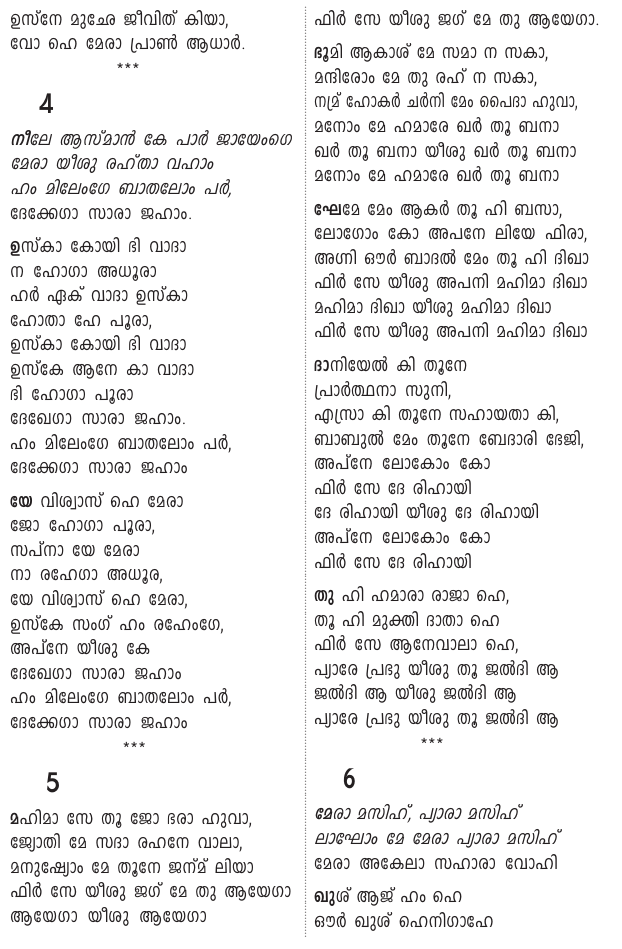 ഉസ്നേ മുഛേ ജീവിത് കിയാ,
വോ ഹെ മേരാ പ്രാൺ ആധാർ.
***
4
നീലേ ആസ്മാൻ കേ പാർ ജായേംഗെ
മേരാ യീശു രഹ്താ വഹാം
ഹം മിലേംഗേ ബാതലോം പർ,
ദേക്കേഗാ സാരാ ജഹാം.
ഉസ്കാ കോയി ഭി വാദാ
ന ഹോഗാ അധൂരാ
ഹർ ഏക് വാദാ ഉസ്കാ
ഹോതാ ഹേ പൂരാ,
ഉസ്കാ കോയി ഭി വാദാ
ഉസ്കേ ആനേ കാ വാദാ
ഭി ഹോഗാ പൂരാ
ദേഖേഗാ സാരാ ജഹാം.
ഹം മിലേംഗേ ബാതലോം പർ,
ദേക്കേഗാ സാരാ ജഹാം
യേ വിശ്വാസ് ഹെ മേരാ
ജോ ഹോഗാ പൂരാ,
സപ്നാ യേ മേരാ
നാ രഹേഗാ അധൂര,
യേ വിശ്വാസ് ഹെ മേരാ,
ഉസ്കേ സംഗ് ഹം രഹേംഗേ,
അപ്നേ യീശു കേ
ദേഖേഗാ സാരാ ജഹാം
ഹം മിലേംഗേ ബാതലോം പർ,
ദേക്കേഗാ സാരാ ജഹാം
***
5
മഹിമാ സേ തൂ ജോ ഭരാ ഹുവാ,
ജ്യോതി മേ സദാ രഹനേ വാലാ,
മനുഷ്യോം മേ തൂനേ ജന്മ് ലിയാ
ഫിർ സേ യീശു ജഗ് മേ തു ആയേഗാ
ആയേഗാ യീശു ആയേഗാ
ഫിർ സേ യീശു ജഗ് മേ തു ആയേഗാ.
ഭൂമി ആകാശ് മേ സമാ ന സകാ,
മന്ദിരോം മേ തു രഹ് ന സകാ,
നമ്ര് ഹോകർ ചർനി മേം പൈദാ ഹുവാ,
മനോം മേ ഹമാരേ ഖർ തൂ ബനാ
ഖർ തൂ ബനാ യീശു ഖർ തൂ ബനാ
മനോം മേ ഹമാരേ ഖർ തൂ ബനാ
ഘേമേ മേം ആകർ തൂ ഹി ബസാ,
ലോഗോം കോ അപനേ ലിയേ ഫിരാ,
അഗ്നി ഔർ ബാദൽ മേം തൂ ഹി ദിഖാ
ഫിർ സേ യീശു അപനി മഹിമാ ദിഖാ
മഹിമാ ദിഖാ യീശു മഹിമാ ദിഖാ
ഫിർ സേ യീശു അപനി മഹിമാ ദിഖാ
ദാനിയേൽ കി തൂനേ
പ്രാർത്ഥനാ സുനി,
എസ്രാ കി തൂനേ സഹായതാ കി,
ബാബുൽ മേം തൂനേ ബേദാരി ഭേജി,
അപ്നേ ലോകോം കോ
ഫിർ സേ ദേ രിഹായി
ദേ രിഹായി യീശു ദേ രിഹായി
അപ്നേ ലോകോം കോ
ഫിർ സേ ദേ രിഹായി
തു ഹി ഹമാരാ രാജാ ഹെ,
തൂ ഹി മുക്തി ദാതാ ഹെ
ഫിർ സേ ആനേവാലാ ഹെ,
പ്യാരേ പ്രഭു യീശു തൂ ജൽദി ആ
ജൽദി ആ യീശു ജൽദി ആ
പ്യാരേ പ്രഭു യീശു തൂ ജൽദി ആ
***
6
മേരാ മസിഹ്, പ്യാരാ മസിഹ്
ലാഘോം മേ മേരാ പ്യാരാ മസിഹ്
മേരാ അകേലാ സഹാരാ വോഹി
ഖുശ് ആജ് ഹം ഹെ
ഔർ ഖുശ് ഹെനിഗാഹേ